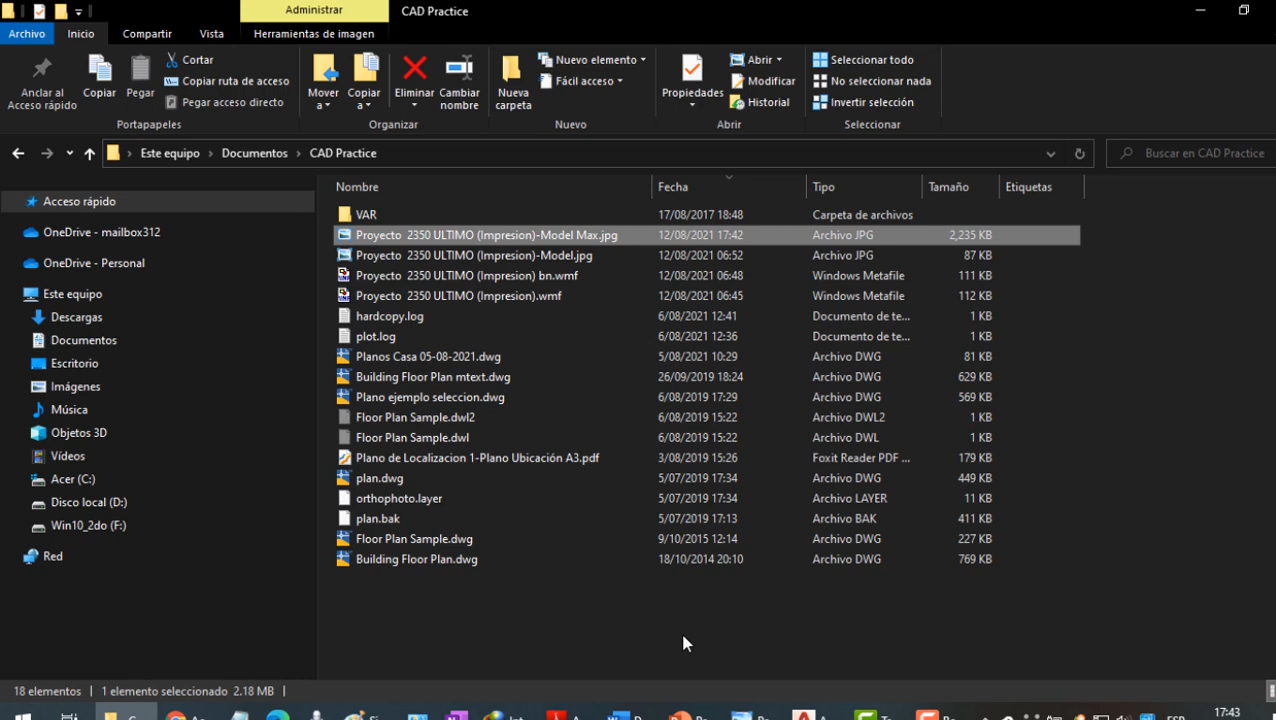 Administrar CAD Practice
Archivo Inicio Compartir Vista Herramientas de imagen
Anclar al Acceso rápido Copiar Pegar Cortar Copiar ruta de acceso Pegar acceso directo Mover a Copiar a Eliminar Cambiar nombre Nueva carpeta Nuevo elemento Fácil acceso Propiedades Abrir Modificar Historial Seleccionar todo No seleccionar nada Invertir selección
Portapapeles Organizar Nuevo Abrir Seleccionar
Este equipo Documentos CAD Practice Buscar en CAD Practice
Nombre Fecha Tipo Tamaño Etiquetas
Acceso rápido
OneDrive - mailbox312
OneDrive - Personal
Este equipo
Descargas
Documentos
Escritorio
Imágenes
Música
Objetos 3D
Vídeos
Acer (C:)
Disco local (D:)
Win10_2do (F:)
Red
VAR 17/08/2017 18:48 Carpeta de archivos
Proyecto 2350 ULTIMO (Impresion)-Model Max.jpg 12/08/2021 17:42 Archivo JPG 2,235 KB
Proyecto 2350 ULTIMO (Impresion)-Model.jpg 12/08/2021 06:52 Archivo JPG 87 KB
Proyecto 2350 ULTIMO (Impresion) bn.wmf 12/08/2021 06:48 Windows Metafile 111 KB
Proyecto 2350 ULTIMO (Impresion).wmf 12/08/2021 06:45 Windows Metafile 112 KB
hardcopy.log 6/08/2021 12:41 Documento de te... 1 KB
plot.log 6/08/2021 12:36 Documento de te... 1 KB
Planos Casa 05-08-2021.dwg 5/08/2021 10:29 Archivo DWG 81 KB
Building Floor Plan mtext.dwg 26/09/2019 18:24 Archivo DWG 629 KB
Plano ejemplo seleccion.dwg 6/08/2019 17:29 Archivo DWG 569 KB
Floor Plan Sample.dwl2 6/08/2019 15:22 Archivo DWL2 1 KB
Floor Plan Sample.dwl 6/08/2019 15:22 Archivo DWL 1 KB
Plano de Localizacion 1-Plano Ubicación A3.pdf 3/08/2019 15:26 Foxit Reader PDF ... 179 KB
plan.dwg 5/07/2019 17:34 Archivo DWG 449 KB
orthophoto.layer 5/07/2019 17:34 Archivo LAYER 11 KB
plan.bak 5/07/2019 17:13 Archivo BAK 411 KB
Floor Plan Sample.dwg 9/10/2015 12:14 Archivo DWG 227 KB
Building Floor Plan.dwg 18/10/2014 20:10 Archivo DWG 769 KB
18 elementos 1 elemento seleccionado 2.18 MB
17:43